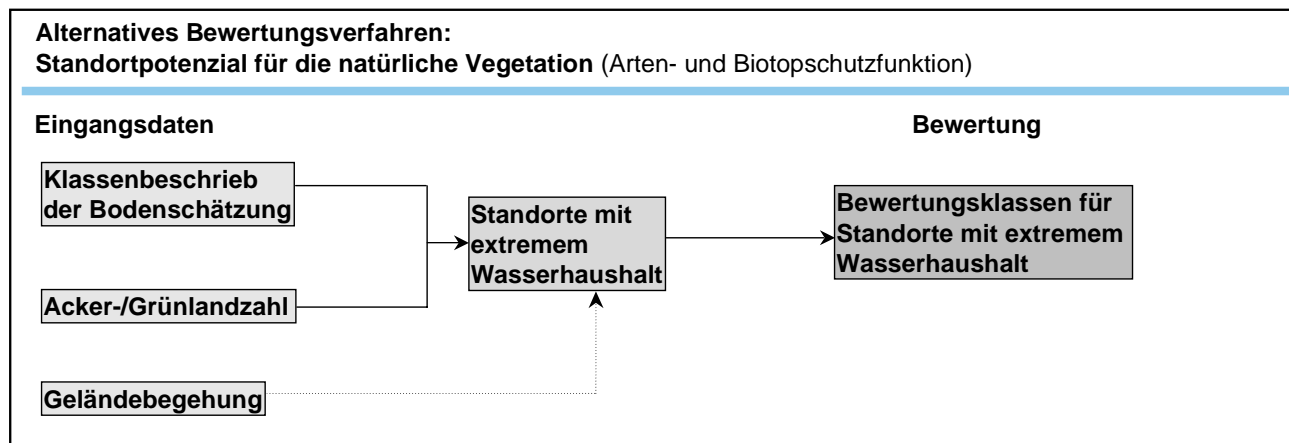 Alternatives Bewertungsverfahren:
Standortpotenzial für die natürliche Vegetation (Arten- und Biotopschutzfunktion)
Eingangsdaten
Bewertung
Klassenbeschrieb
der Bodenschätzung
Standorte mit
extremem
Wasserhaushalt
Bewertungsklassen für
Standorte mit extremem
Wasserhaushalt
Acker-/Grünlandzahl
Geländebegehung